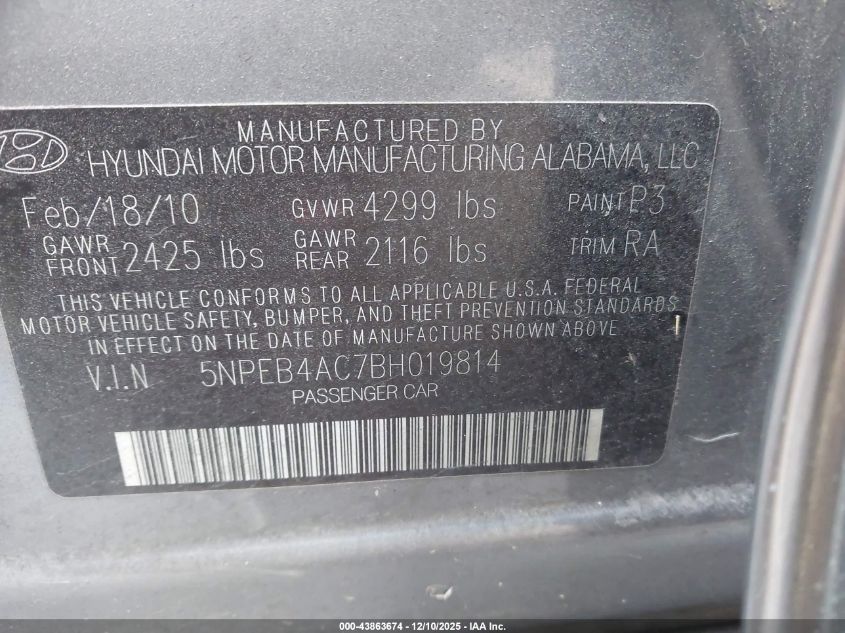 MANUFACTURED BY
HYUNDAI MOTOR MANUFACTURING ALABAMA, LLC
Feb/18/10 GVWR 4299 lbs PAINT P3
GAWR FRONT 2425 lbs GAWR REAR 2116 lbs TRIM RA
THIS VEHICLE CONFORMS TO ALL APPLICABLE U.S.A. FEDERAL
MOTOR VEHICLE SAFETY, BUMPER, AND THEFT PREVENTION STANDARDS
IN EFFECT ON THE DATE OF MANUFACTURE SHOWN ABOVE.
V.I.N 5NPEB4AC7BH019814
PASSENGER CAR
000-43863674 - 12/10/2025 - IAA Inc.